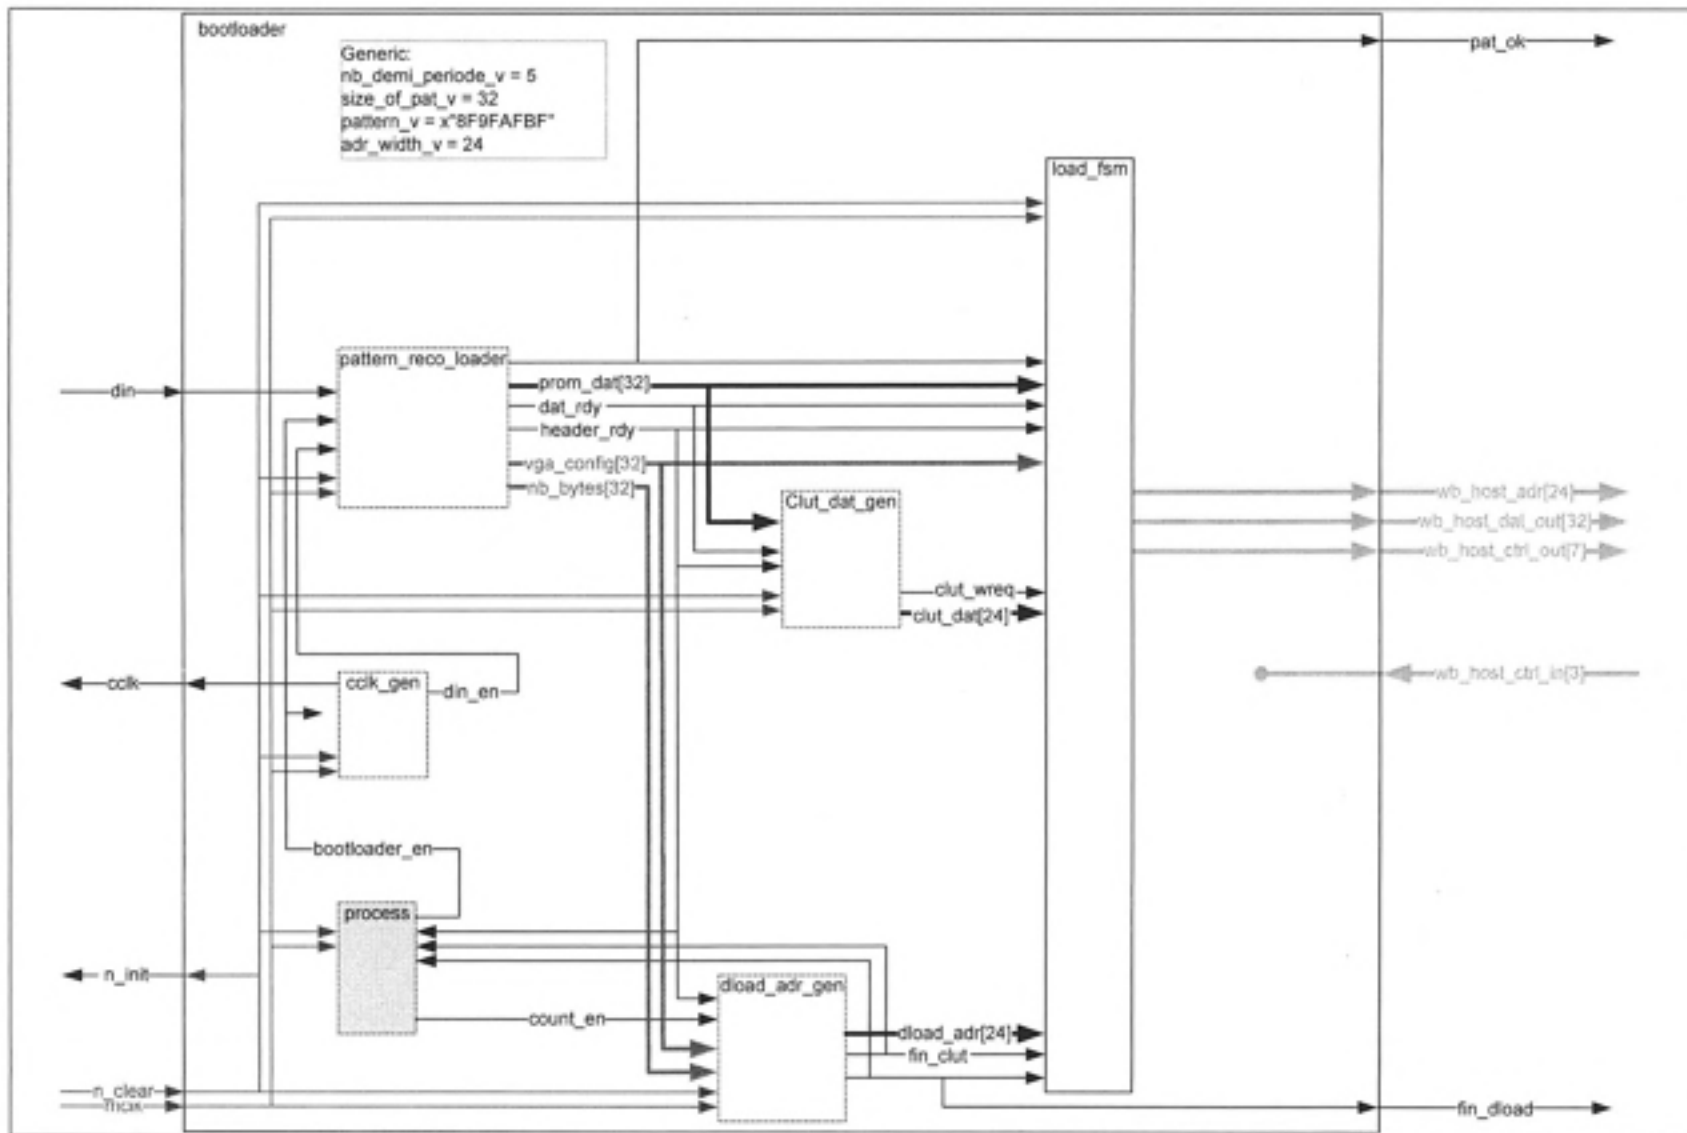 bootloader
Generic:
nb_demi_periode_v = 5
size_of_pat_v = 32
pattern_v = x"8F9FAFBF"
adr_width_v = 24
pat_ok
load_fsm
pattern_reco_loader
din
prom_dat[32]
dat_rdy
header_rdy
vga_config[32]
nb_bytes[32]
Clut_dat_gen
wb_host_adr[24]
wb_host_dat_out[32]
wb_host_ctrl_out[7]
clut_wreq
clut_dat[24]
cclk
cclk_gen
din_en
wb_host_ctrl_in[3]
bootloader_en
process
n_init
dload_adr_gen
count_en
dload_adr[24]
fin_clut
n_clear
fin_dload